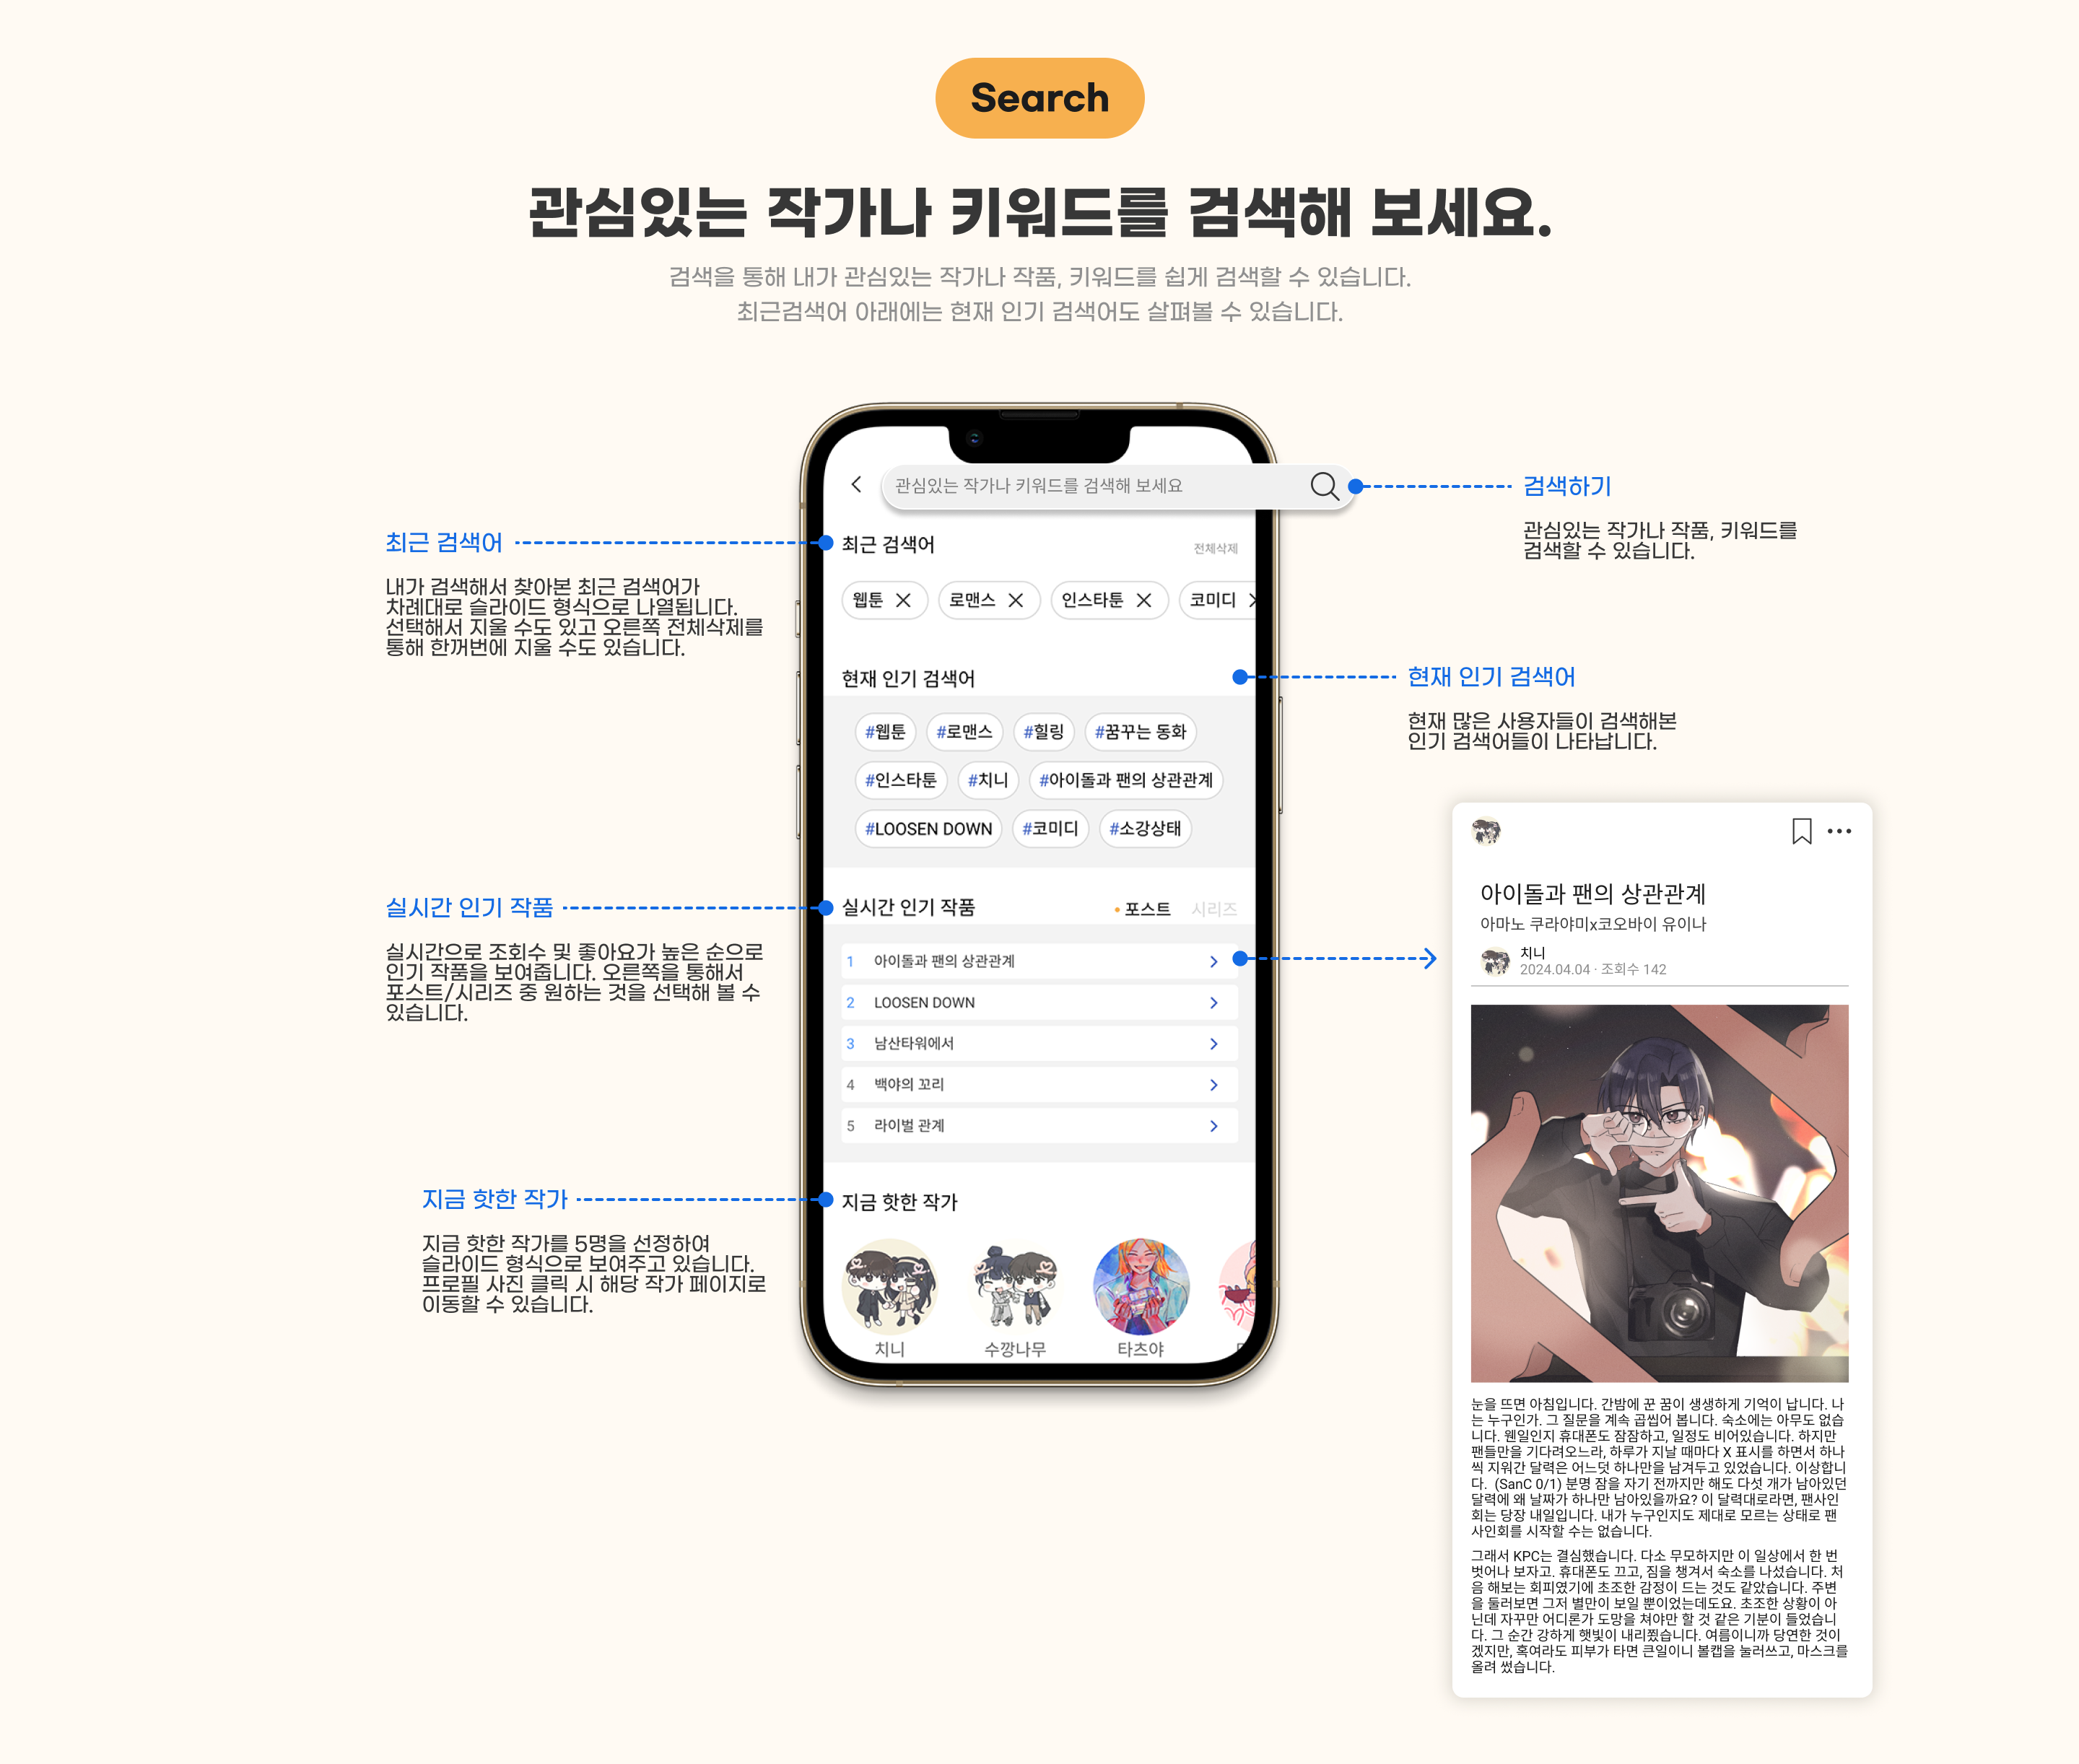 Search
관심있는 작가나 키워드를 검색해 보세요.
검색을 통해 내가 관심있는 작가나 작품, 키워드를 쉽게 검색할 수 있습니다.
최근검색어 아래에는 현재 인기 검색어도 살펴볼 수 있습니다.
관심있는 작가나 키워드를 검색해 보세요
검색하기
관심있는 작가나 작품, 키워드를
검색할 수 있습니다.
최근 검색어
내가 검색해서 찾아본 최근 검색어가
차례대로 슬라이드 형식으로 나열됩니다.
선택해서 지울 수도 있고 오른쪽 전체삭제를
통해 한꺼번에 지울 수도 있습니다.
최근 검색어
전체삭제
웹툰
로맨스
인스타툰
코미디
현재 인기 검색어
현재 인기 검색어
현재 많은 사용자들이 검색해본
인기 검색어들이 나타납니다.
#웹툰 #로맨스 #힐링 #꿈꾸는 동화
#인스타툰 #치니 #아이돌과 팬의 상관관계
#LOOSEN DOWN #코미디 #소강상태
실시간 인기 작품
실시간으로 조회수 및 좋아요가 높은 순으로
인기 작품을 보여줍니다. 오른쪽을 통해서
포스트/시리즈 중 원하는 것을 선택해 볼 수
있습니다.
실시간 인기 작품
• 포스트 시리즈
1 아이돌과 팬의 상관관계
2 LOOSEN DOWN
3 남산타워에서
4 백야의 꼬리
5 라이벌 관계
지금 핫한 작가
지금 핫한 작가를 5명을 선정하여
슬라이드 형식으로 보여주고 있습니다.
프로필 사진 클릭 시 해당 작가 페이지로
이동할 수 있습니다.
지금 핫한 작가
치니
수깡나무
타츠야
아이돌과 팬의 상관관계
아마노 쿠라야미x코오바이 유이나
치니
2024.04.04 · 조회수 142
눈을 뜨면 아침입니다. 간밤에 꾼 꿈이 생생하게 기억이 납니다. 나
는 누구인가. 그 질문을 계속 곱씹어 봅니다. 숙소에는 아무도 없습
니다. 웬일인지 휴대폰도 잠잠하고, 일정도 비어있습니다. 하지만
팬들만을 기다려오느라, 하루가 지날 때마다 X 표시를 하면서 하나
씩 지워간 달력은 어느덧 하나만을 남겨두고 있었습니다. 이상합니
다. (SanC 0/1) 분명 잠을 자기 전까지만 해도 다섯 개가 남아있던
달력에 왜 날짜가 하나만 남아있을까요? 이 달력대로라면, 팬사인
회는 당장 내일입니다. 내가 누구인지도 제대로 모르는 상태로 팬
사인회를 시작할 수는 없습니다.
그래서 KPC는 결심했습니다. 다소 무모하지만 이 일상에서 한 번
벗어나 보자고. 휴대폰도 끄고, 짐을 챙겨서 숙소를 나섰습니다. 처
음 해보는 회피였기에 초조한 감정이 드는 것도 같았습니다. 주변
을 둘러보면 그저 별만이 보일 뿐이었는데도요. 초조한 상황이 아
닌데 자꾸만 어디론가 도망을 쳐야만 할 것 같은 기분이 들었습니
다. 그 순간 강하게 햇빛이 내리쬈습니다. 여름이니까 당연한 것이
겠지만, 혹여라도 피부가 타면 큰일이니 볼캡을 눌러쓰고, 마스크를
올려 썼습니다.